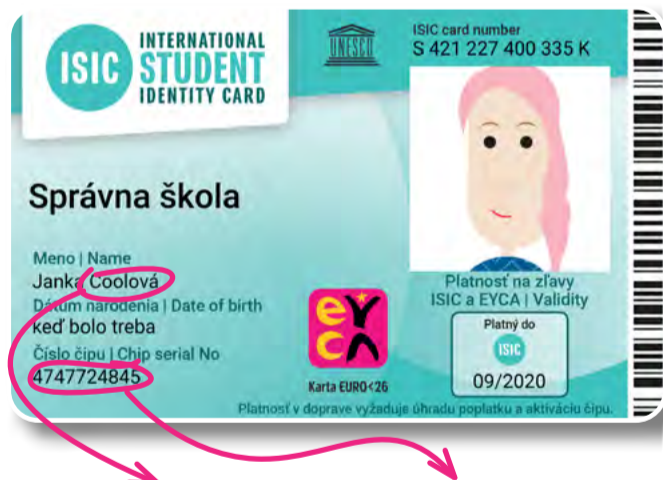 ISIC
INTERNATIONAL
STUDENT
IDENTITY CARD
UNESCO
ISIC card number
S 421 227 400 335 K
Správna škola
Meno | Name
Janka Coolová
Dátum narodenia | Date of birth
keď bolo treba
Číslo čipu | Chip serial No
4747724845
eYCA
Karta EURO<26
Platnosť na zľavy
ISIC a EYCA | Validity
Platný do
ISIC
09/2020
Platnosť v doprave vyžaduje úhradu poplatku a aktiváciu čipu.